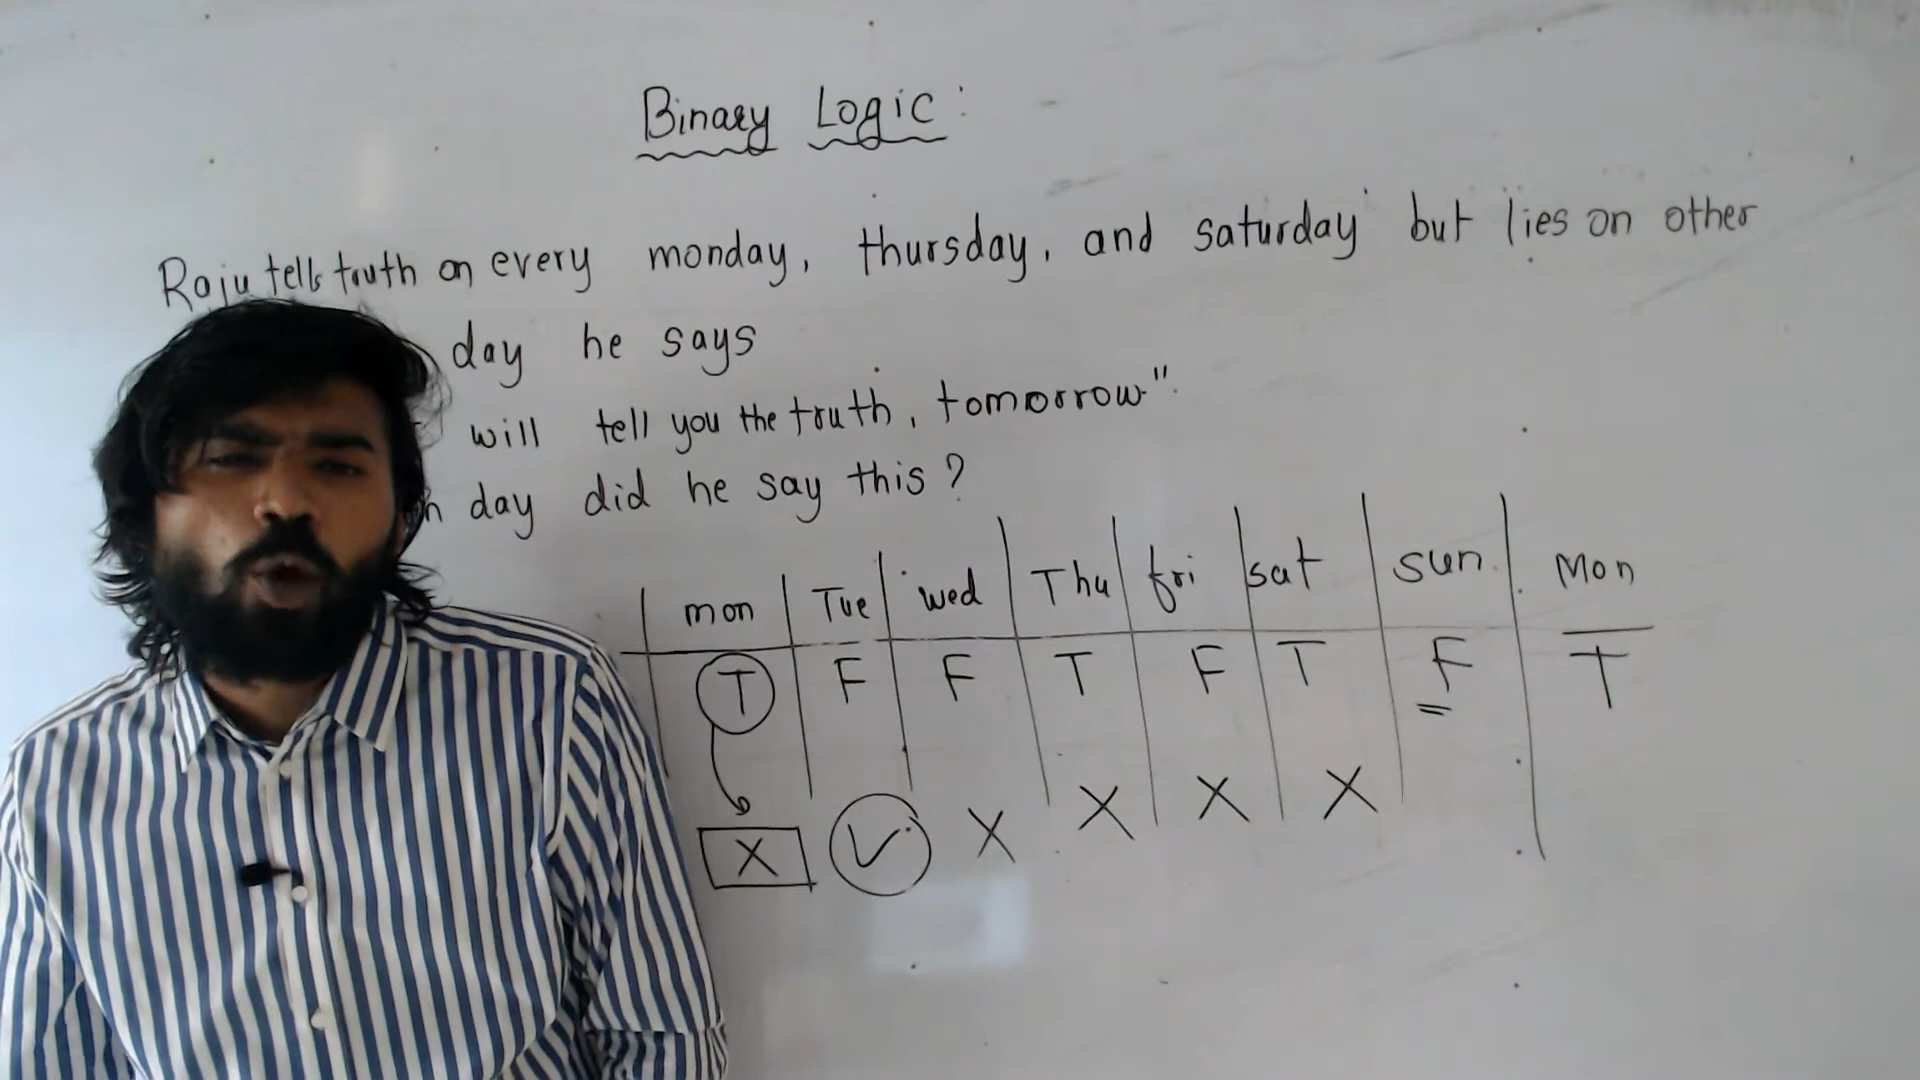 Binary Logic:
Raju tells truth on every monday, thursday, and saturday but lies on other
day he says
will tell you the truth, tomorrow".
day did he say this?
mon Tue wed Thu fri sat sun. Mon
T F F T F T F T
X ✓ X X X X